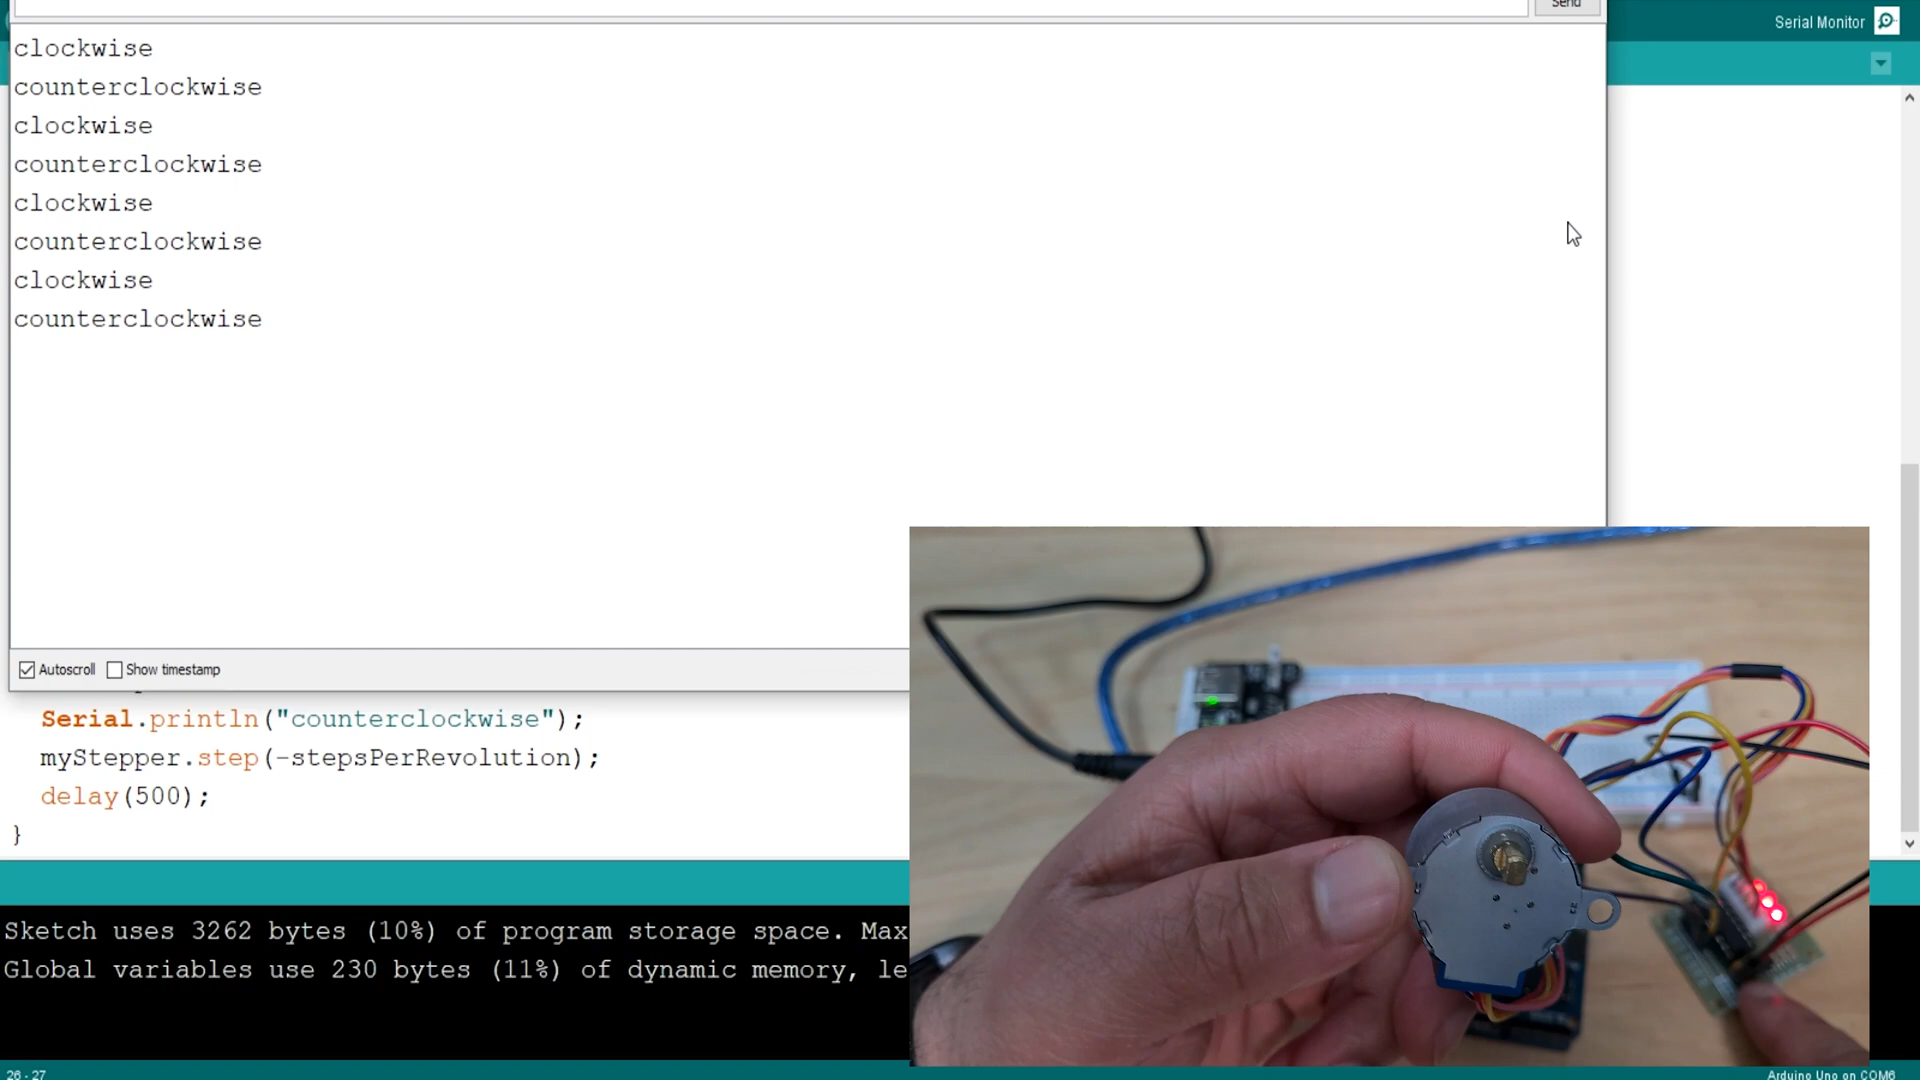 Send
Serial Monitor
clockwise
counterclockwise
clockwise
counterclockwise
clockwise
counterclockwise
clockwise
counterclockwise
Autoscroll
Show timestamp
Serial.println("counterclockwise");
myStepper.step(-stepsPerRevolution);
delay(500);
}
Sketch uses 3262 bytes (10%) of program storage space. Max
Global variables use 230 bytes (11%) of dynamic memory, le
26 - 27
Arduino Uno on COM6